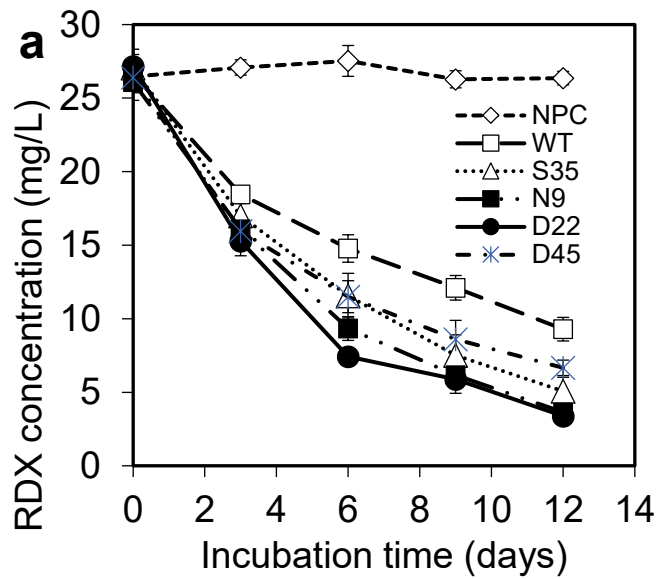 a
RDX concentration (mg/L)
30
25
20
15
10
5
0
NPC
WT
S35
N9
D22
D45
0 2 4 6 8 10 12 14
Incubation time (days)